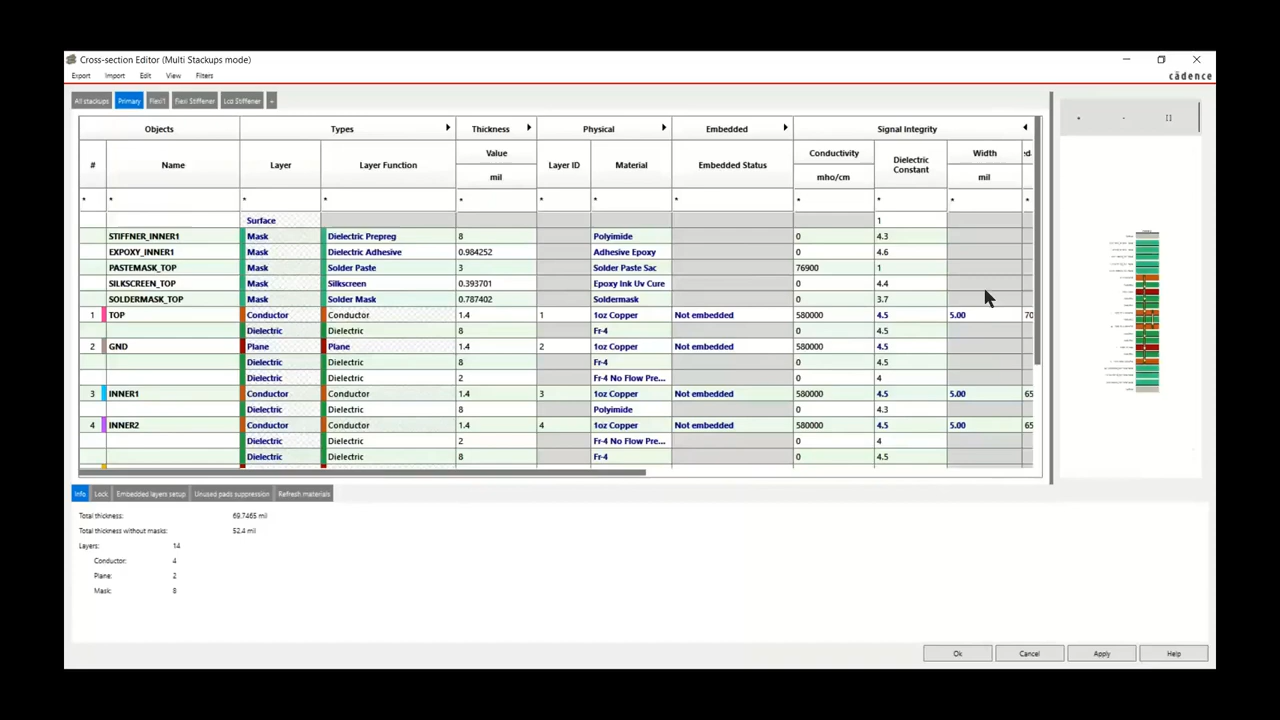 Cross-section Editor (Multi Stackups mode)
Export Import Edit View Filters
cādence
All stackups Primary Flexi1 Flexi Stiffener Lcd Stiffener +
Objects Types Thickness Physical Embedded Signal Integrity
# Name Layer Layer Function Value mil Layer ID Material Embedded Status Conductivity mho/cm Dielectric Constant Width mil
* * * * * * * * * * * *
Surface 1
STIFFNER_INNER1 Mask Dielectric Prepreg 8 Polyimide 0 4.3
EXPOXY_INNER1 Mask Dielectric Adhesive 0.984252 Adhesive Epoxy 0 4.6
PASTEMASK_TOP Mask Solder Paste 3 Solder Paste Sac 76900 1
SILKSCREEN_TOP Mask Silkscreen 0.393701 Epoxy Ink Uv Cure 0 4.4
SOLDERMASK_TOP Mask Solder Mask 0.787402 Soldermask 0 3.7
1 TOP Conductor Conductor 1.4 1 1oz Copper Not embedded 580000 4.5 5.00 70
Dielectric Dielectric 8 Fr-4 0 4.5
2 GND Plane Plane 1.4 2 1oz Copper Not embedded 580000 4.5
Dielectric Dielectric 8 Fr-4 0 4.5
Dielectric Dielectric 2 Fr-4 No Flow Pre... 0 4
3 INNER1 Conductor Conductor 1.4 3 1oz Copper Not embedded 580000 4.5 5.00 65
Dielectric Dielectric 8 Polyimide 0 4.3
4 INNER2 Conductor Conductor 1.4 4 1oz Copper Not embedded 580000 4.5 5.00 65
Dielectric Dielectric 2 Fr-4 No Flow Pre... 0 4
Dielectric Dielectric 8 Fr-4 0 4.5
Info Lock Embedded layers setup Unused pads suppression Refresh materials
Total thickness: 69.7465 mil
Total thickness without masks: 52.4 mil
Layers: 14
Conductor: 4
Plane: 2
Mask: 8
Ok Cancel Apply Help